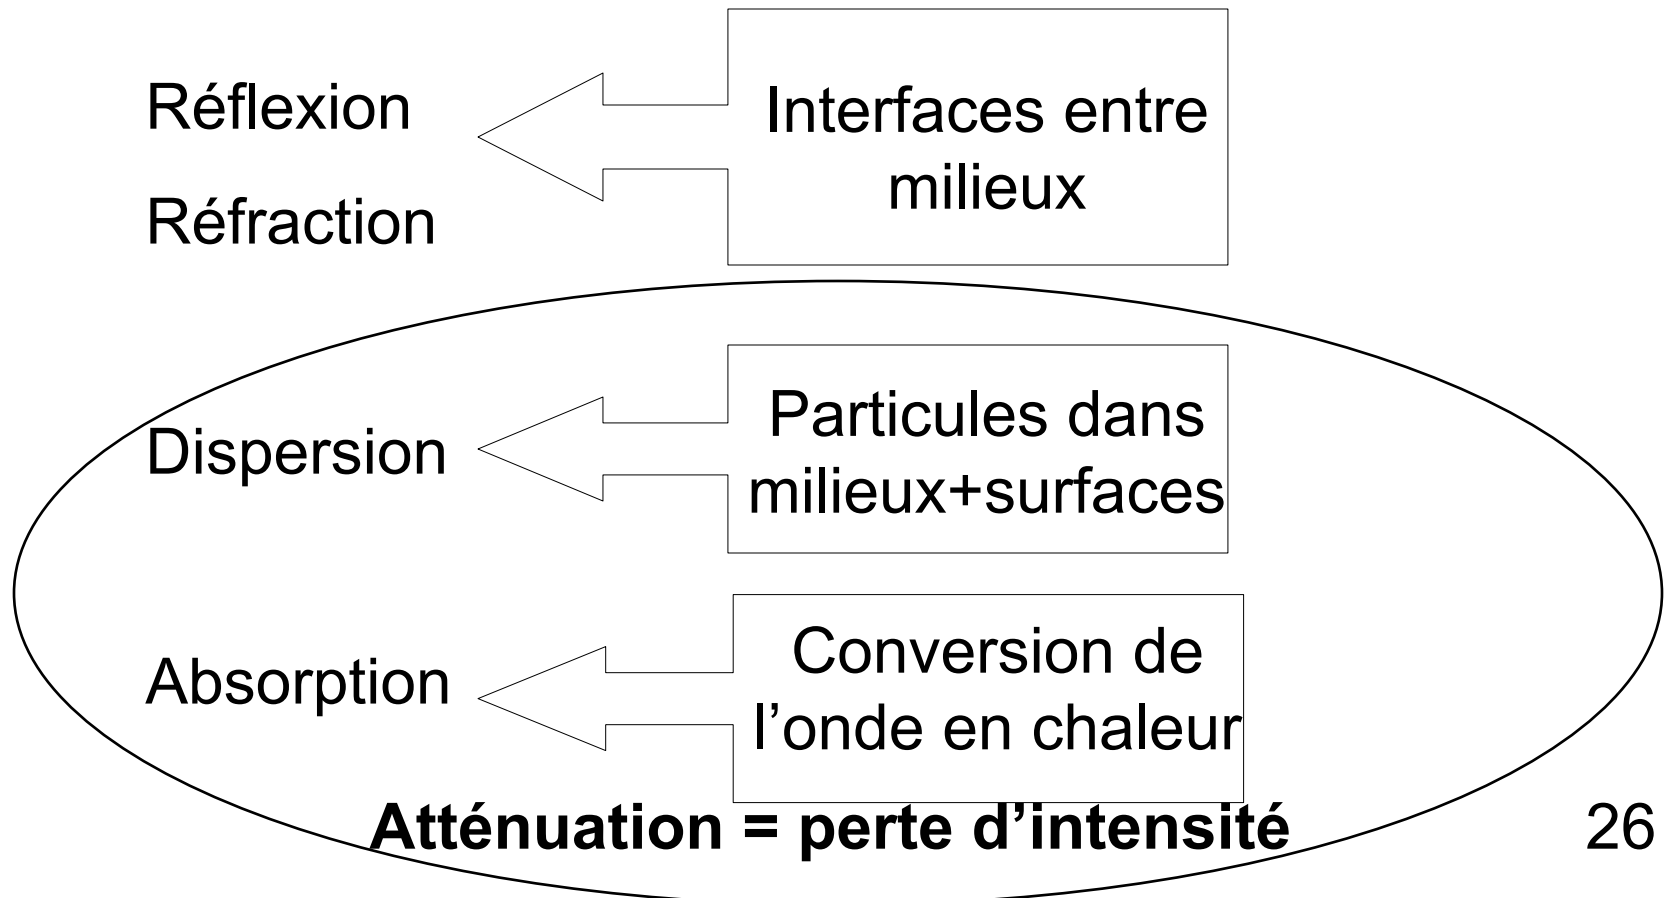 Réflexion
Réfraction
Interfaces entre
milieux
Dispersion
Particules dans
milieux+surfaces
Absorption
Conversion de
l’onde en chaleur
Atténuation = perte d’intensité
26